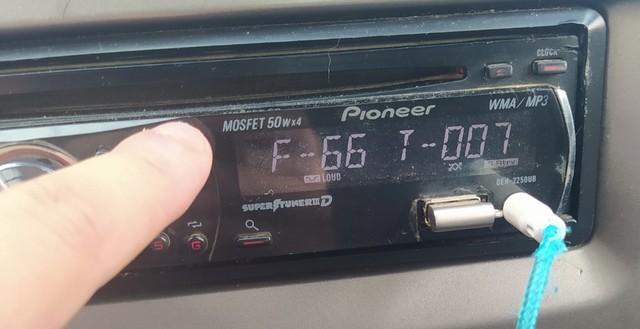 CLOCK
Pioneer
WMA/MP3
MOSFET 50Wx4
F-66 T-007
LOUD
SUPERTUNER III D
DEH-2250UB
S
G